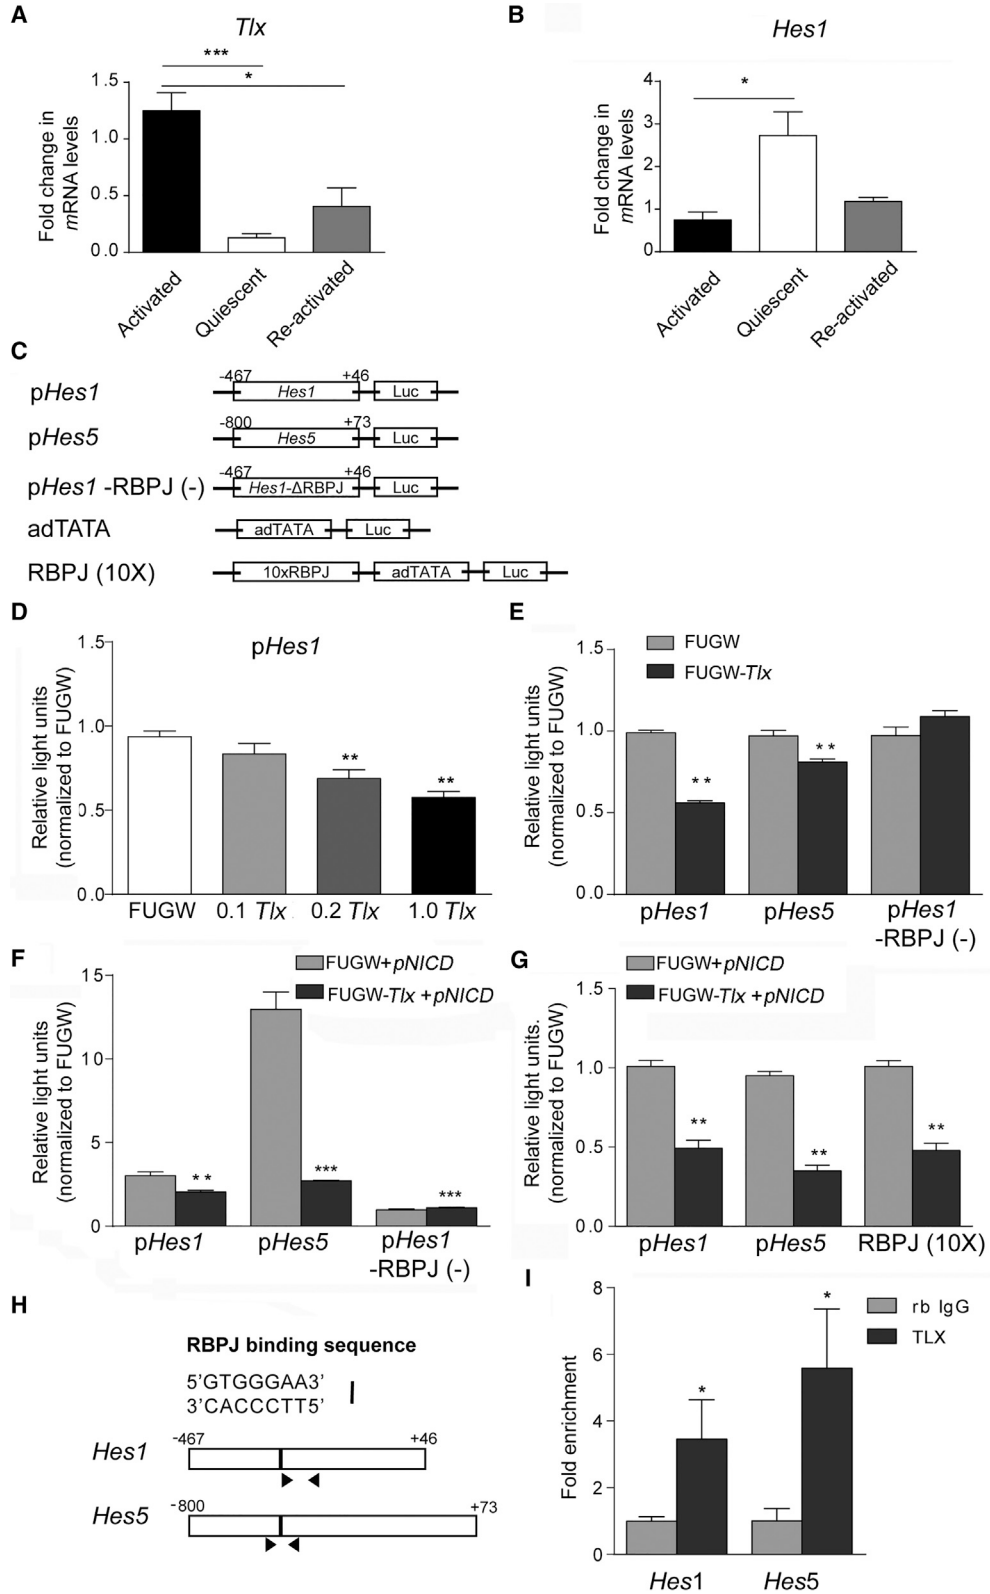 A
Tlx
***
*
Fold change in
mRNA levels
1.5
1.0
0.5
0.0
Activated
Quiescent
Re-activated
B
Hes1
*
Fold change in
mRNA levels
4
3
2
1
0
Activated
Quiescent
Re-activated
C
pHes1
-467 +46
Hes1 Luc
pHes5
-800 +73
Hes5 Luc
pHes1 -RBPJ (-)
-467 +46
Hes1-ΔRBPJ Luc
adTATA
adTATA Luc
RBPJ (10X)
10xRBPJ adTATA Luc
D
pHes1
Relative light units
(normalized to FUGW)
1.5
1.0
0.5
0.0
**
**
FUGW 0.1 Tlx 0.2 Tlx 1.0 Tlx
E
FUGW
FUGW-Tlx
Relative light units
(normalized to FUGW)
1.5
1.0
0.5
0.0
**
**
pHes1 pHes5 pHes1
-RBPJ (-)
F
FUGW+pNICD
FUGW-Tlx +pNICD
Relative light units
(normalized to FUGW)
15
10
5
0
**
***
***
pHes1 pHes5 pHes1
-RBPJ (-)
G
FUGW+pNICD
FUGW-Tlx +pNICD
Relative light units.
(normalized to FUGW)
1.5
1.0
0.5
0.0
**
**
**
pHes1 pHes5 RBPJ (10X)
H
RBPJ binding sequence
5'GTGGGAA3'
3'CACCCTT5'
Hes1
-467 +46
Hes5
-800 +73
I
rb IgG
TLX
Fold enrichment
8
6
4
2
0
*
*
Hes1 Hes5